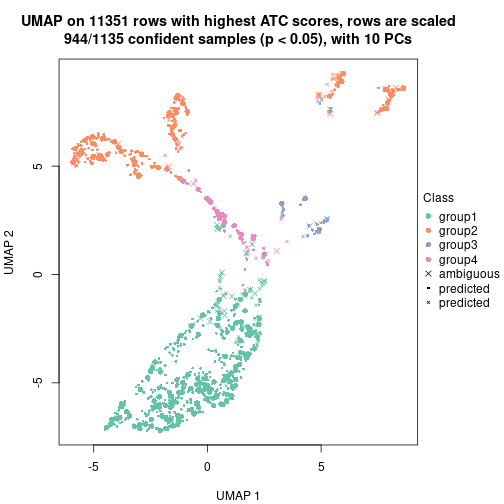 UMAP on 11351 rows with highest ATC scores, rows are scaled
944/1135 confident samples (p < 0.05), with 10 PCs
UMAP 2
5
0
-5
-5
0
5
UMAP 1
Class
group1
group2
group3
group4
ambiguous
predicted
predicted